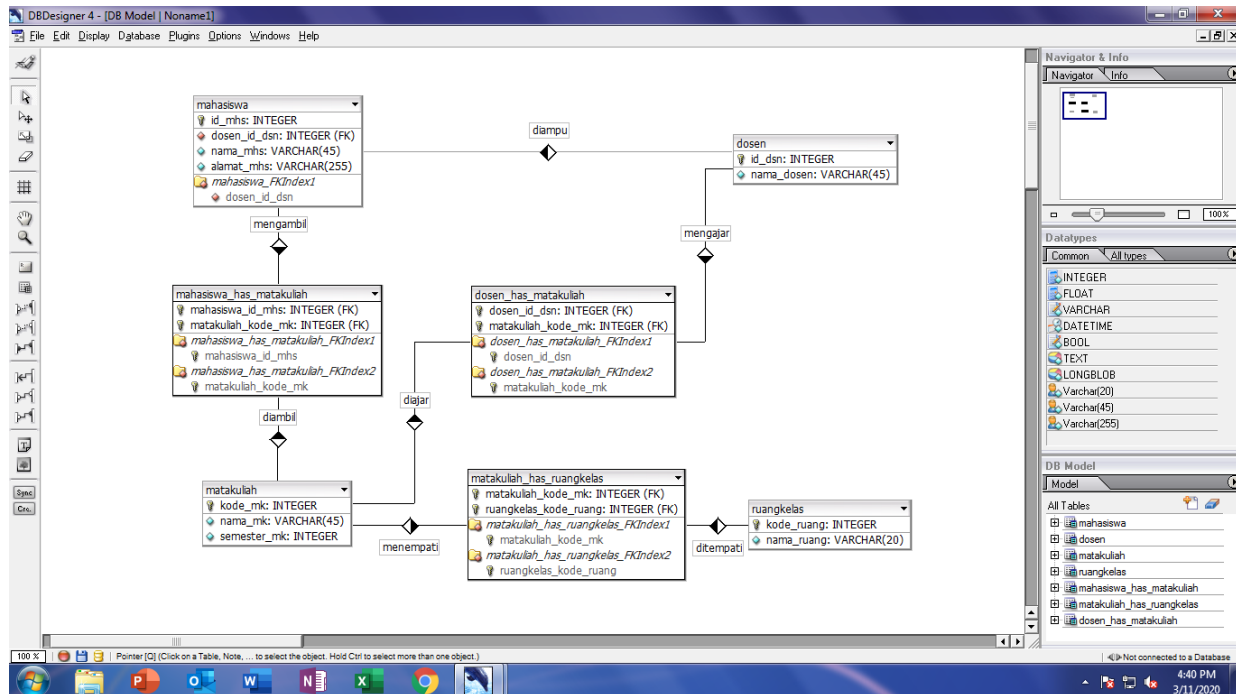 DBDesigner 4 - [DB Model | Noname1]
File Edit Display Database Plugins Options Windows Help
mahasiswa
id_mhs: INTEGER
dosen_id_dsn: INTEGER (FK)
nama_mhs: VARCHAR(45)
alamat_mhs: VARCHAR(255)
mahasiswa_FKIndex1
dosen_id_dsn
diampu
dosen
id_dsn: INTEGER
nama_dosen: VARCHAR(45)
mengambil
mengajar
mahasiswa_has_matakuliah
mahasiswa_id_mhs: INTEGER (FK)
matakuliah_kode_mk: INTEGER (FK)
mahasiswa_has_matakuliah_FKIndex1
mahasiswa_id_mhs
mahasiswa_has_matakuliah_FKIndex2
matakuliah_kode_mk
dosen_has_matakuliah
dosen_id_dsn: INTEGER (FK)
matakuliah_kode_mk: INTEGER (FK)
dosen_has_matakuliah_FKIndex1
dosen_id_dsn
dosen_has_matakuliah_FKIndex2
matakuliah_kode_mk
diambil
diajar
matakuliah
kode_mk: INTEGER
nama_mk: VARCHAR(45)
semester_mk: INTEGER
menempati
matakuliah_has_ruangkelas
matakuliah_kode_mk: INTEGER (FK)
ruangkelas_kode_ruang: INTEGER (FK)
matakuliah_has_ruangkelas_FKIndex1
matakuliah_kode_mk
matakuliah_has_ruangkelas_FKIndex2
ruangkelas_kode_ruang
ditempati
ruangkelas
kode_ruang: INTEGER
nama_ruang: VARCHAR(20)
Navigator & Info
Navigator Info
100%
Datatypes
Common All types
INTEGER
FLOAT
VARCHAR
DATETIME
BOOL
TEXT
LONGBLOB
Varchar(20)
Varchar(45)
Varchar(255)
DB Model
Model
All Tables
mahasiswa
dosen
matakuliah
ruangkelas
mahasiswa_has_matakuliah
matakuliah_has_ruangkelas
dosen_has_matakuliah
Sync
100 % Pointer [Q] (Click on a Table, Note, ... to select the object. Hold Ctrl to select more than one object.) Not connected to a Database
4:40 PM
3/11/2020